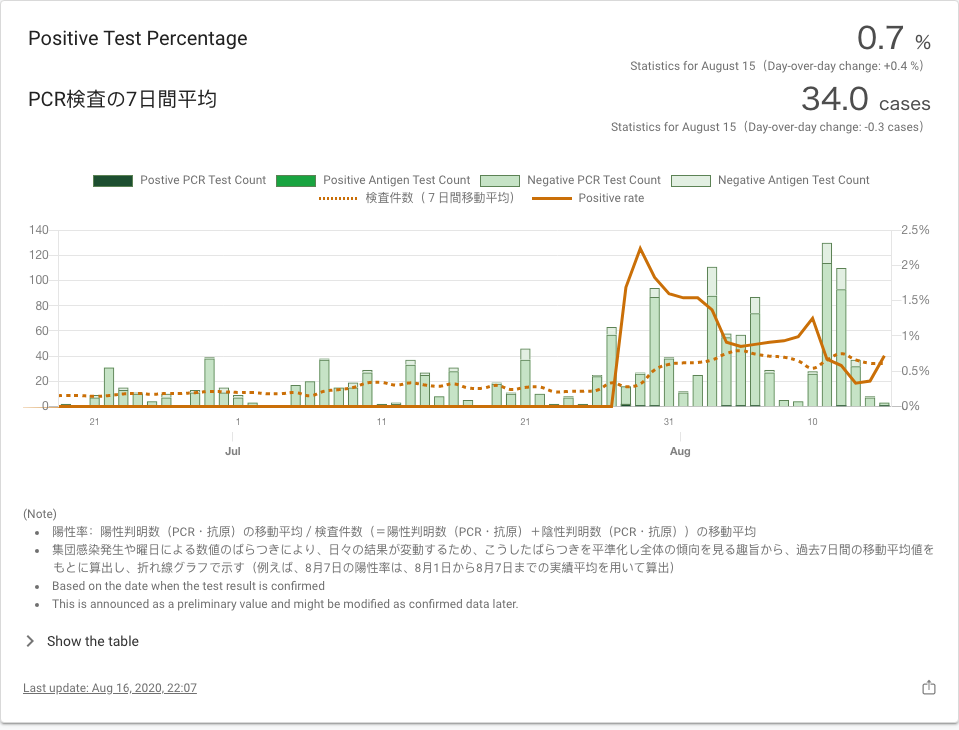 Positive Test Percentage
0.7 %
Statistics for August 15（Day-over-day change: +0.4 %）
PCR検査の7日間平均
34.0 cases
Statistics for August 15（Day-over-day change: -0.3 cases）
Postive PCR Test Count Positive Antigen Test Count Negative PCR Test Count Negative Antigen Test Count
検査件数（７日間移動平均） Positive rate
140 2.5%
120 2%
100 1.5%
80
60 1%
40 0.5%
20
0 0%
21 1 11 21 31 10
Jul Aug
(Note)
• 陽性率：陽性判明数（PCR・抗原）の移動平均 / 検査件数（＝陽性判明数（PCR・抗原）＋陰性判明数（PCR・抗原））の移動平均
• 集団感染発生や曜日による数値のばらつきにより、日々の結果が変動するため、こうしたばらつきを平準化し全体の傾向を見る趣旨から、過去7日間の移動平均値を
もとに算出し、折れ線グラフで示す（例えば、8月7日の陽性率は、8月1日から8月7日までの実績平均を用いて算出）
• Based on the date when the test result is confirmed
• This is announced as a preliminary value and might be modified as confirmed data later.
Show the table
Last update: Aug 16, 2020, 22:07